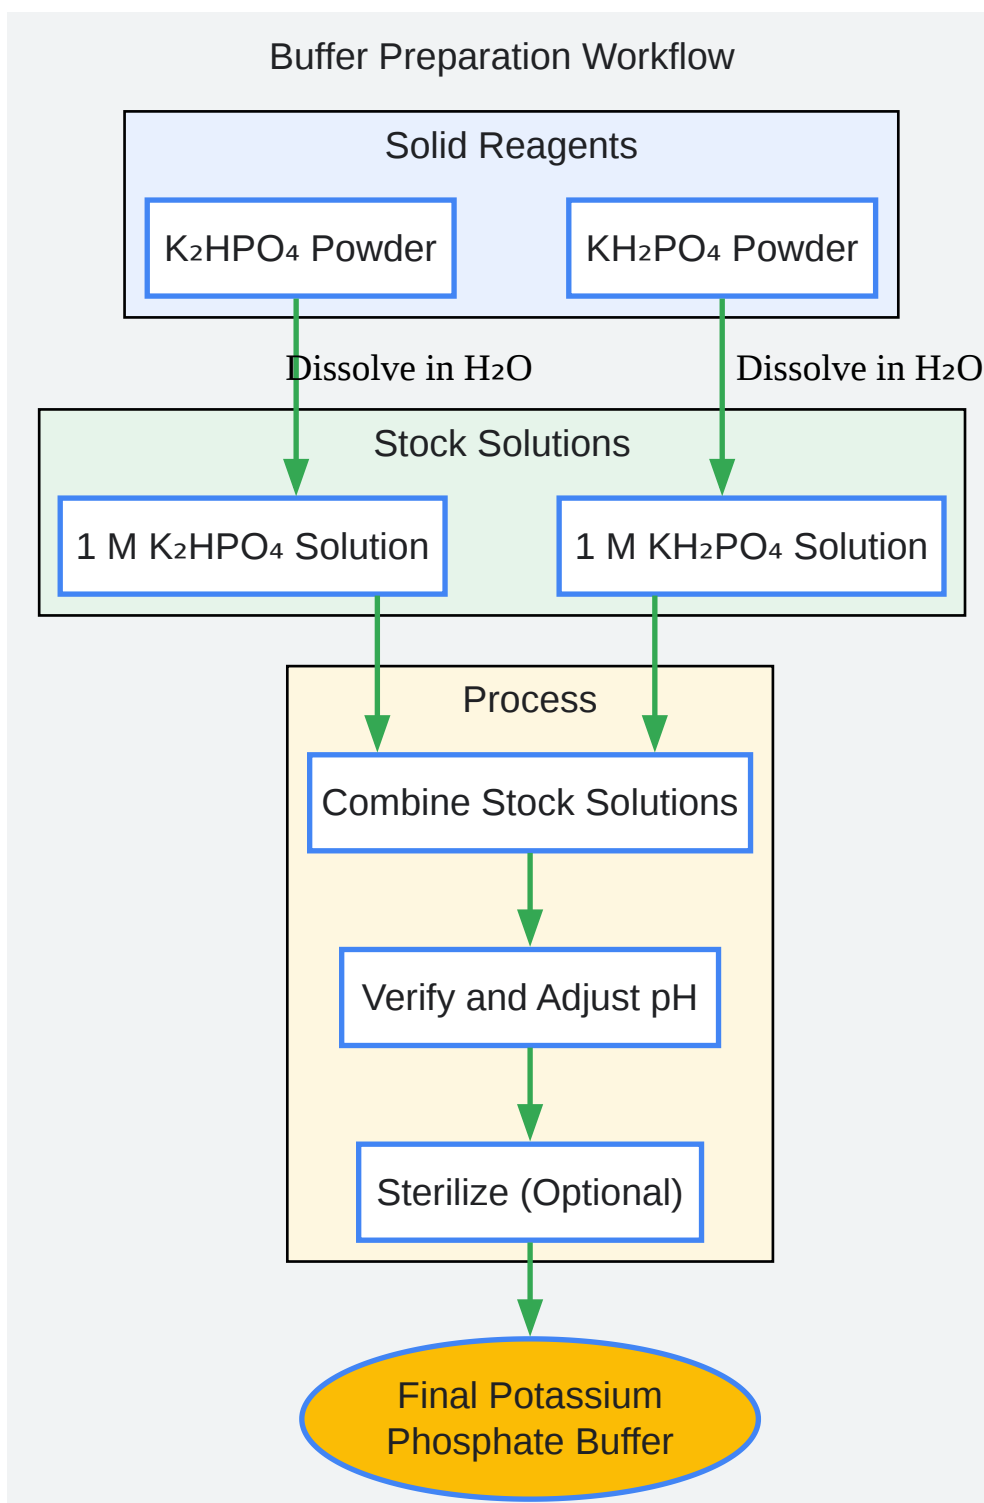 Buffer Preparation Workflow
Solid Reagents
K₂HPO₄ Powder
KH₂PO₄ Powder
Dissolve in H₂O
Dissolve in H₂O
Stock Solutions
1 M K₂HPO₄ Solution
1 M KH₂PO₄ Solution
Process
Combine Stock Solutions
Verify and Adjust pH
Sterilize (Optional)
Final Potassium
Phosphate Buffer